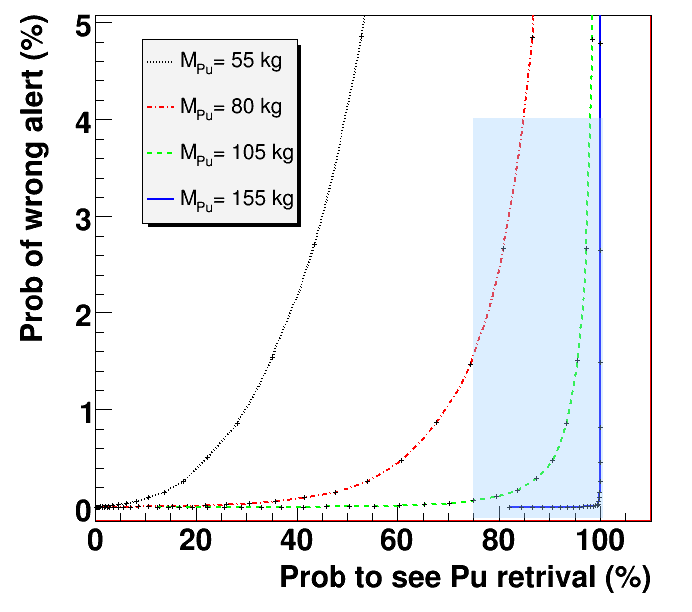 Prob of wrong alert (%)
5
4
3
2
1
0
M_Pu= 55 kg
M_Pu= 80 kg
M_Pu= 105 kg
M_Pu= 155 kg
0 20 40 60 80 100
Prob to see Pu retrival (%)